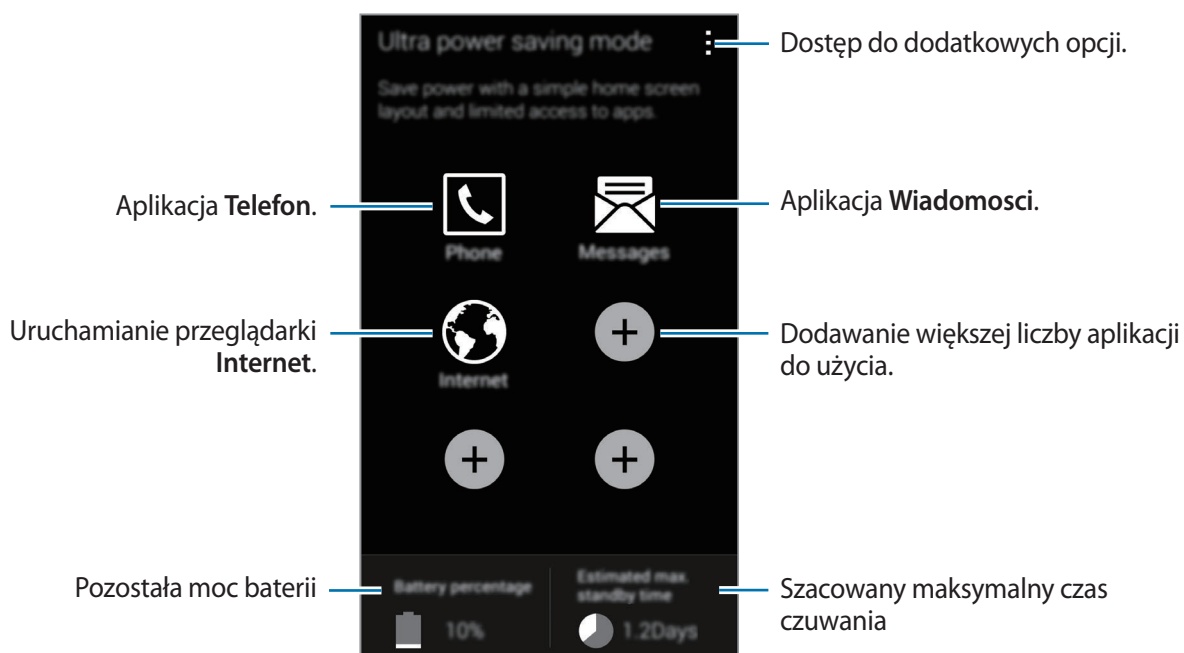 Ultra power saving mode
Dostęp do dodatkowych opcji.
Save power with a simple home screen
layout and limited access to apps.
Aplikacja Telefon.
Aplikacja Wiadomosci.
Phone
Messages
Uruchamianie przeglądarki
Internet.
Dodawanie większej liczby aplikacji
do użycia.
Internet
Pozostała moc baterii
Battery percentage
10%
Estimated max.
standby time
1.2Days
Szacowany maksymalny czas
czuwania